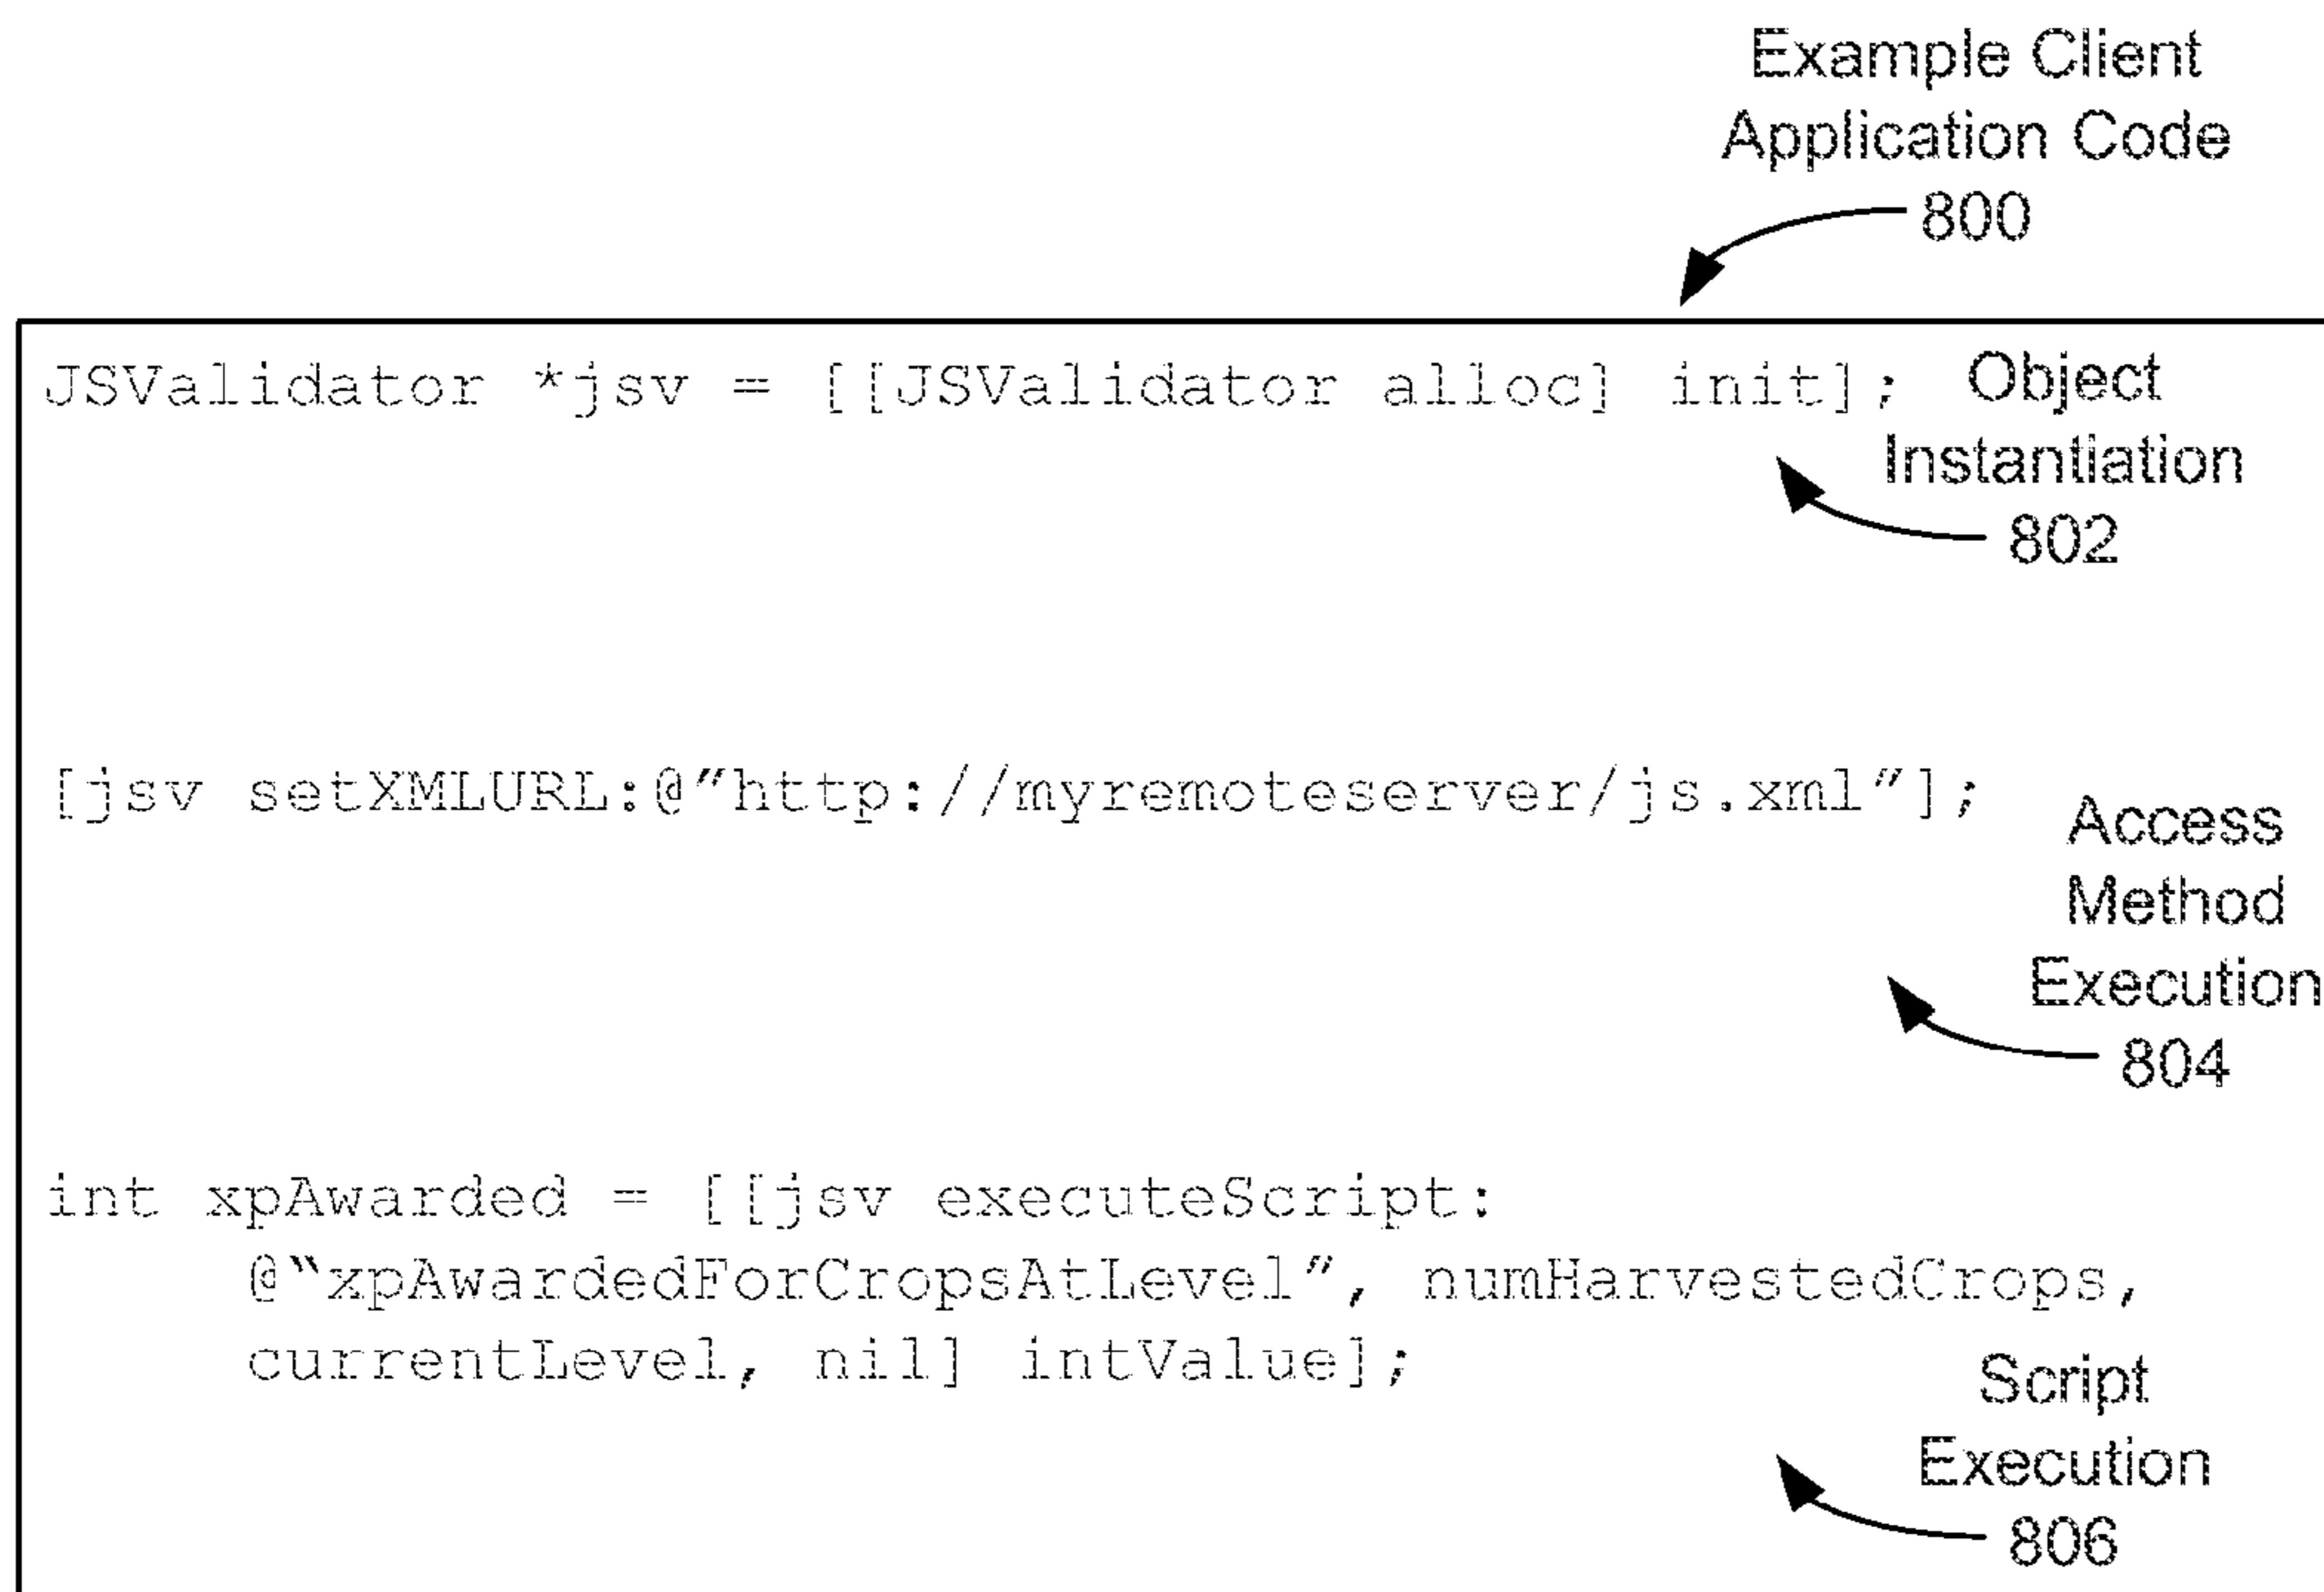 Example Client
Application Code
800
JSValidator *jsv = [[JSValidator alloc] init];
Object
Instantiation
802
[jsv setXMLURL:@”http://myremoteserver/js.xml”];
Access
Method
Execution
804
int xpAwarded = [[jsv executeScript:
@“xpAwardedForCropsAtLevel”, numHarvestedCrops,
currentLevel, nil] intValue];
Script
Execution
806